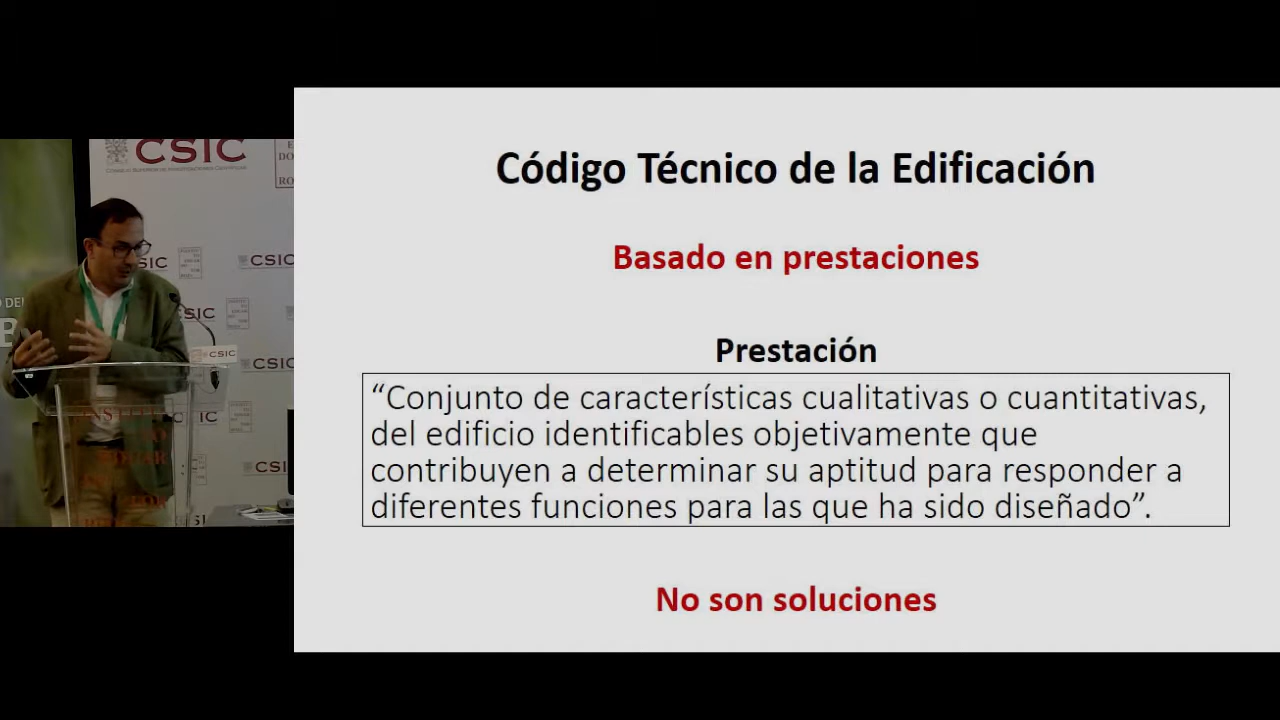 CSIC
Código Técnico de la Edificación
Basado en prestaciones
Prestación
“Conjunto de características cualitativas o cuantitativas,
del edificio identificables objetivamente que
contribuyen a determinar su aptitud para responder a
diferentes funciones para las que ha sido diseñado”.
No son soluciones
CSIC
CSIC
CSIC
CSIC
CSIC